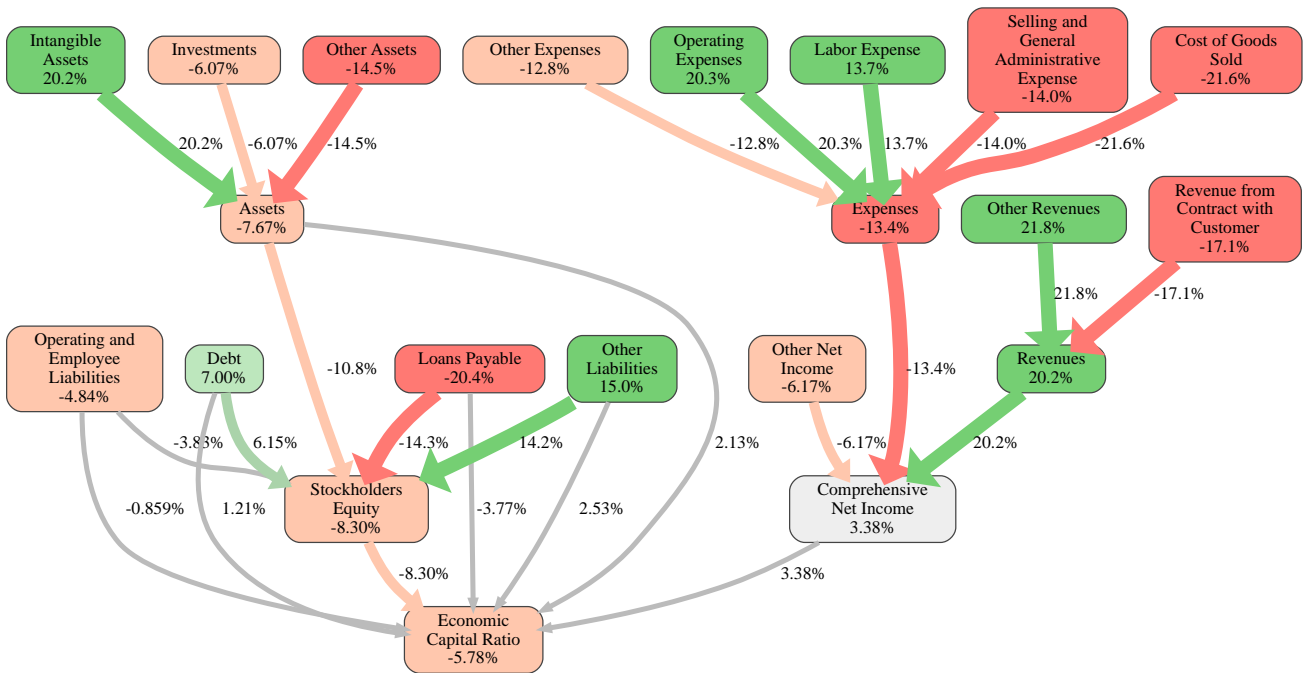 Intangible
Assets
20.2%
Investments
-6.07%
Other Assets
-14.5%
Other Expenses
-12.8%
Operating
Expenses
20.3%
Labor Expense
13.7%
Selling and
General
Administrative
Expense
-14.0%
Cost of Goods
Sold
-21.6%
20.2%
-6.07%
-14.5%
-12.8%
20.3%
13.7%
-14.0%
-21.6%
Assets
-7.67%
Expenses
-13.4%
Other Revenues
21.8%
Revenue from
Contract with
Customer
-17.1%
21.8%
-17.1%
Operating and
Employee
Liabilities
-4.84%
Debt
7.00%
Loans Payable
-20.4%
Other
Liabilities
15.0%
Other Net
Income
-6.17%
Revenues
20.2%
-10.8%
-13.4%
-3.83%
6.15%
-14.3%
14.2%
2.13%
-6.17%
20.2%
Stockholders
Equity
-8.30%
Comprehensive
Net Income
3.38%
-0.859%
1.21%
-3.77%
2.53%
-8.30%
3.38%
Economic
Capital Ratio
-5.78%